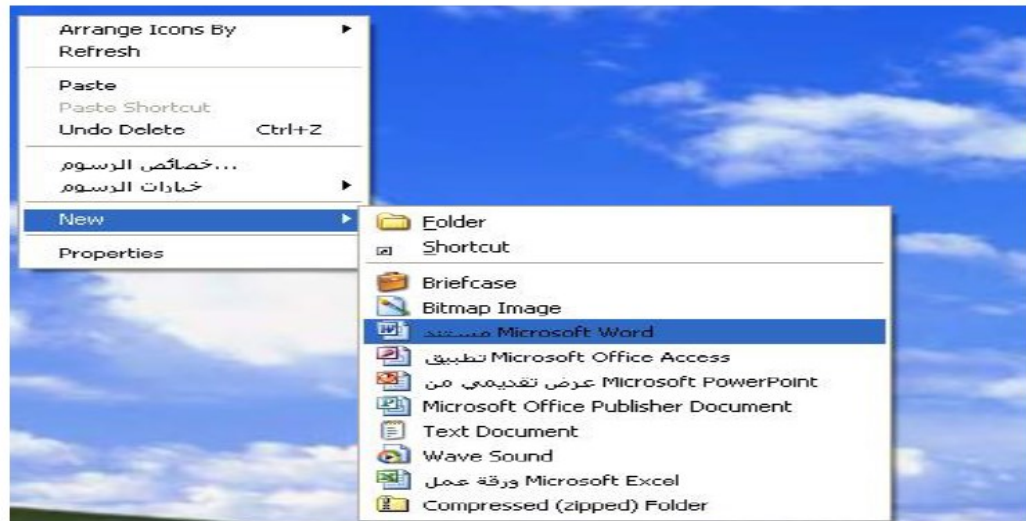 Arrange Icons By
Refresh
Paste
Paste Shortcut
Undo Delete Ctrl+Z
خصائص الرسوم...
خيارات الرسوم
New
Properties
Folder
Shortcut
Briefcase
Bitmap Image
مستند Microsoft Word
تطبيق Microsoft Office Access
عرض تقديمي من Microsoft PowerPoint
Microsoft Office Publisher Document
Text Document
Wave Sound
ورقة عمل Microsoft Excel
Compressed (zipped) Folder